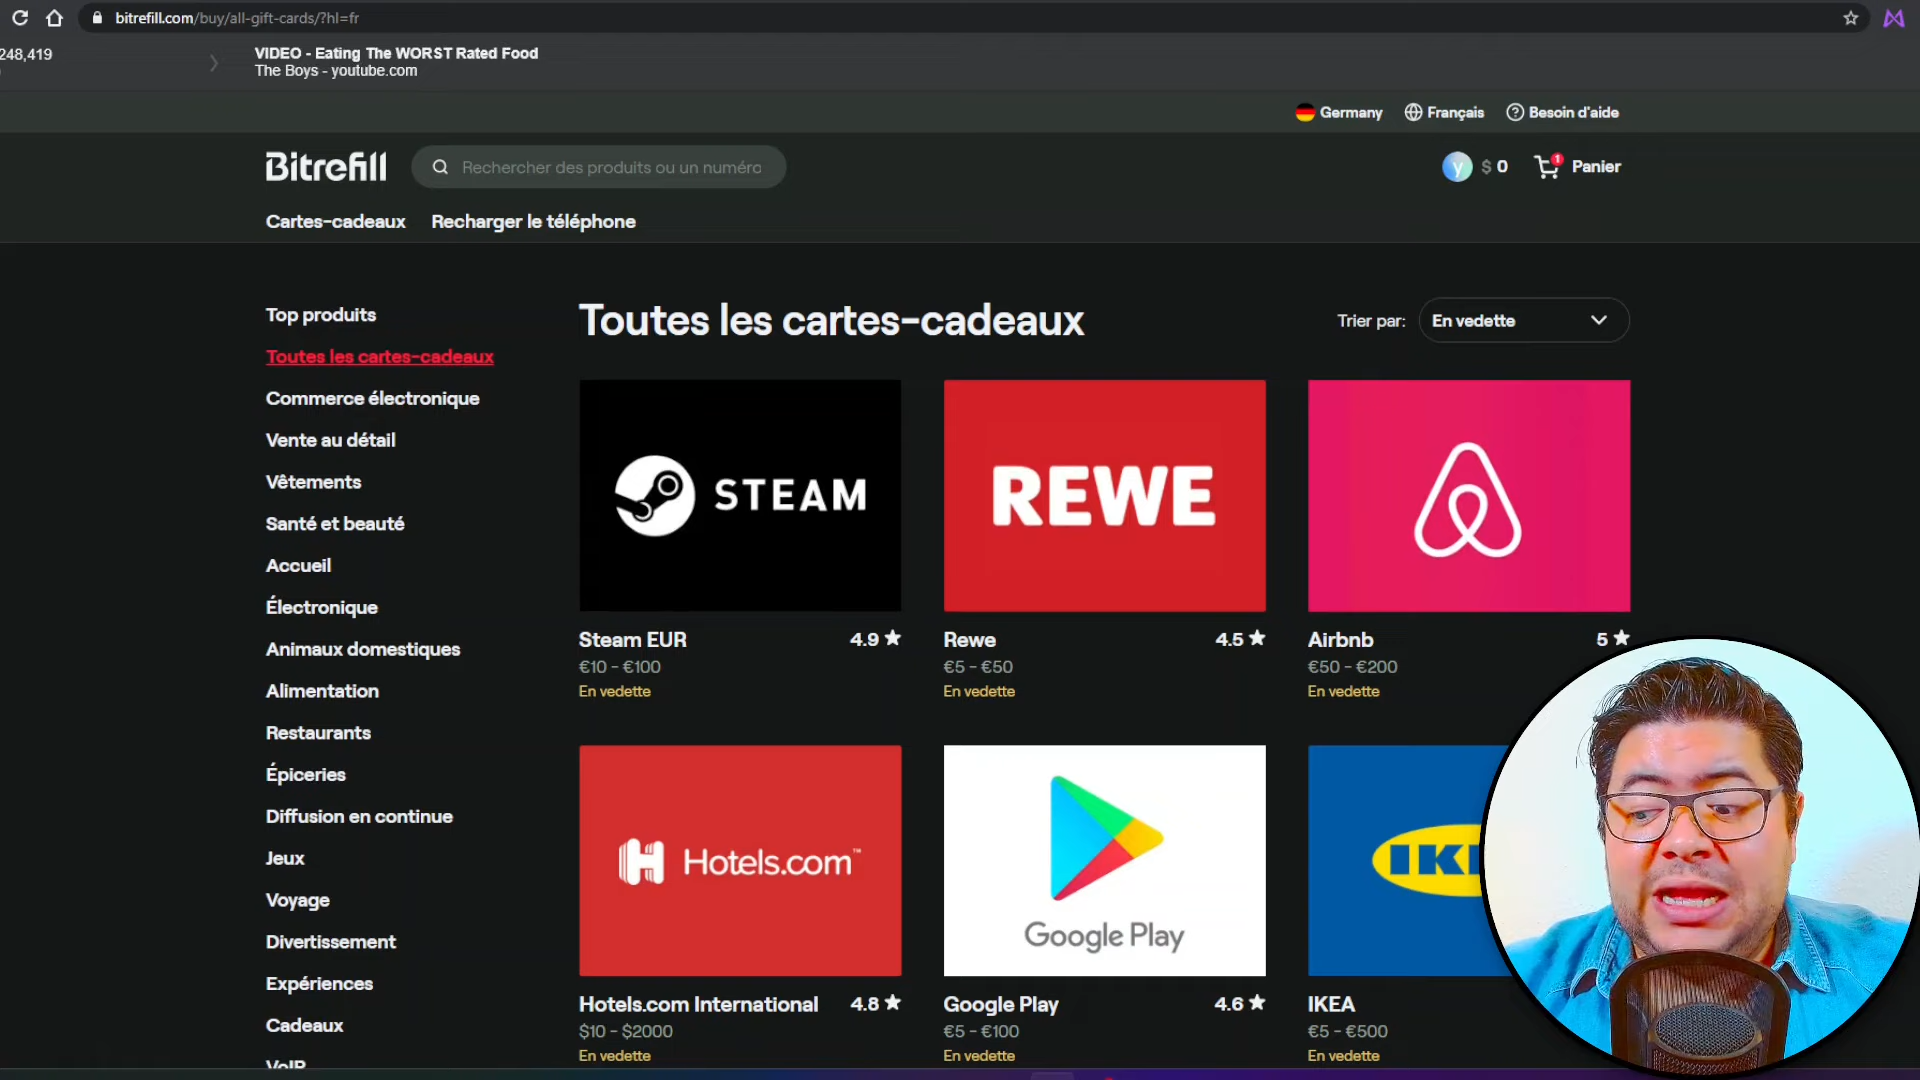 bitrefill.com/buy/all-gift-cards/?hl=fr
248,419
VIDEO - Eating The WORST Rated Food
The Boys - youtube.com
Germany
Français
Besoin d'aide
Bitrefill
Rechercher des produits ou un numéro
y
$ 0
1
Panier
Cartes-cadeaux
Recharger le téléphone
Top produits
Toutes les cartes-cadeaux
Commerce électronique
Vente au détail
Vêtements
Santé et beauté
Accueil
Électronique
Animaux domestiques
Alimentation
Restaurants
Épiceries
Diffusion en continue
Jeux
Voyage
Divertissement
Expériences
Cadeaux
VoIP
Toutes les cartes-cadeaux
Trier par:
En vedette
STEAM
Steam EUR 4.9 ★
€10 - €100
En vedette
REWE
Rewe 4.5 ★
€5 - €50
En vedette
Airbnb 5 ★
€50 - €200
En vedette
Hotels.com™
Hotels.com International 4.8 ★
$10 - $2000
En vedette
Google Play
Google Play 4.6 ★
€5 - €100
En vedette
IK
IKEA
€5 - €500
En vedette